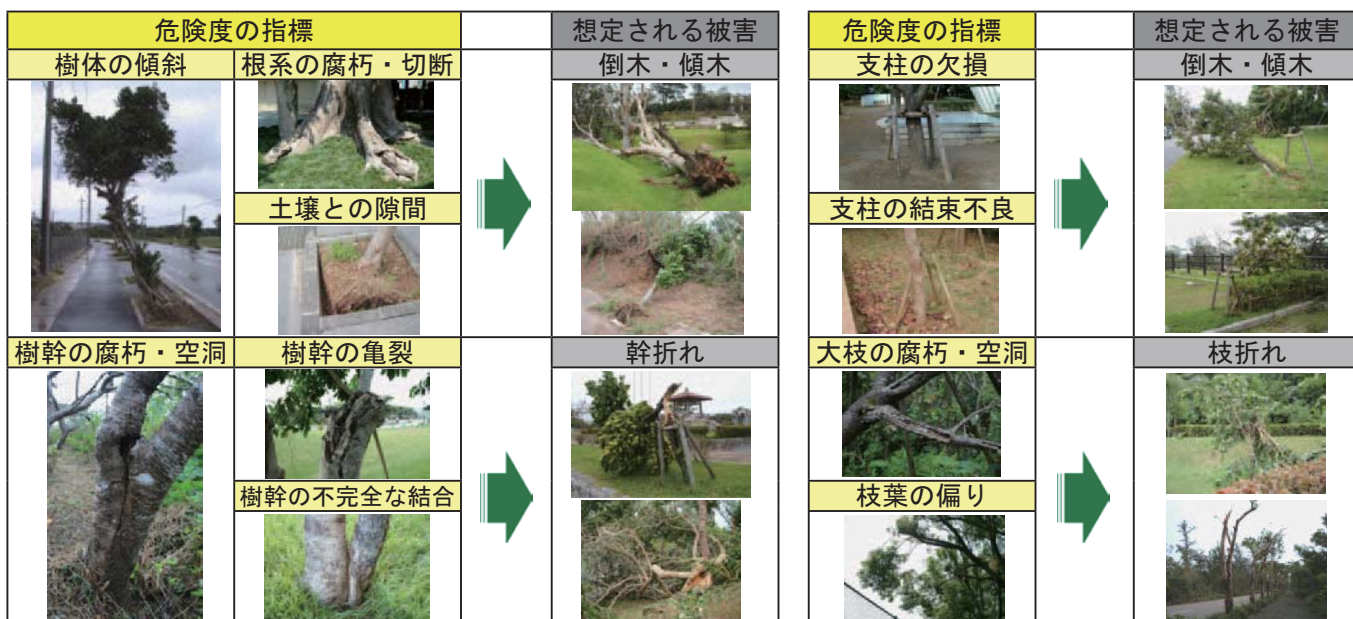 危険度の指標
想定される被害
樹体の傾斜
根系の腐朽・切断
倒木・傾木
土壌との隙間
樹幹の腐朽・空洞
樹幹の亀裂
幹折れ
樹幹の不完全な結合
危険度の指標
想定される被害
支柱の欠損
倒木・傾木
支柱の結束不良
大枝の腐朽・空洞
枝折れ
枝葉の偏り